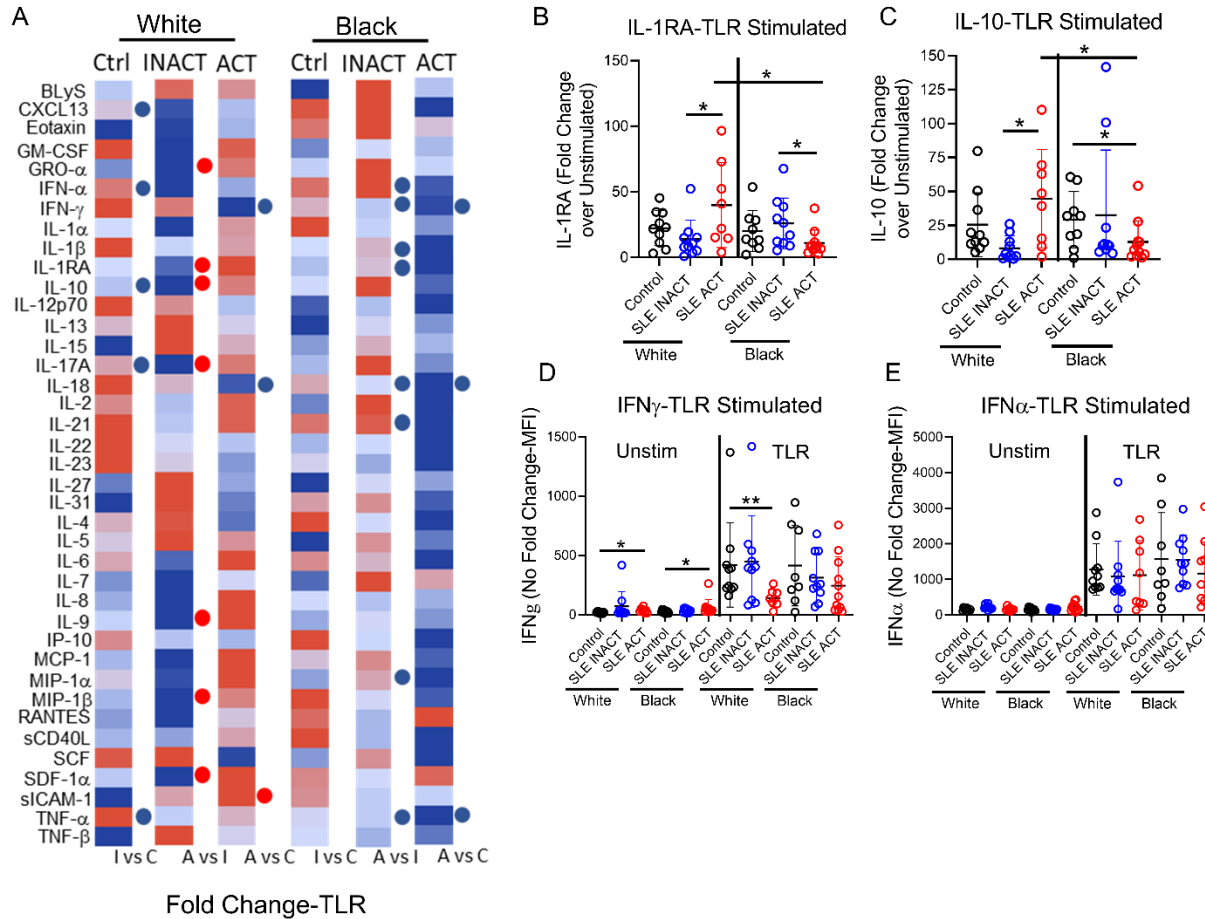 A
White
Black
Ctrl INACT ACT
Ctrl INACT ACT
BLyS
CXCL13
Eotaxin
GM-CSF
GRO-α
IFN-α
IFN-γ
IL-1α
IL-1β
IL-1RA
IL-10
IL-12p70
IL-13
IL-15
IL-17A
IL-18
IL-2
IL-21
IL-22
IL-23
IL-27
IL-31
IL-4
IL-5
IL-6
IL-7
IL-8
IL-9
IP-10
MCP-1
MIP-1α
MIP-1β
RANTES
sCD40L
SCF
SDF-1α
sICAM-1
TNF-α
TNF-β
I vs C A vs I A vs C
I vs C A vs I A vs C
Fold Change-TLR
B
IL-1RA-TLR Stimulated
IL-1RA (Fold Change
over Unstimulated)
150
100
50
0
*
*
*
Control
SLE INACT
SLE ACT
Control
SLE INACT
SLE ACT
White
Black
C
IL-10-TLR Stimulated
IL-10 (Fold Change
over Unstimulated)
150
125
100
75
50
25
0
*
*
*
Control
SLE INACT
SLE ACT
Control
SLE INACT
SLE ACT
White
Black
D
IFNγ-TLR Stimulated
IFNg (No Fold Change-MFI)
1500
1000
500
0
Unstim
TLR
*
*
**
Control
SLE INACT
SLE ACT
Control
SLE INACT
SLE ACT
Control
SLE INACT
SLE ACT
Control
SLE INACT
SLE ACT
White
Black
White
Black
E
IFNα-TLR Stimulated
IFNα (No Fold Change-MFI)
5000
4000
3000
2000
1000
0
Unstim
TLR
Control
SLE INACT
SLE ACT
Control
SLE INACT
SLE ACT
Control
SLE INACT
SLE ACT
Control
SLE INACT
SLE ACT
White
Black
White
Black